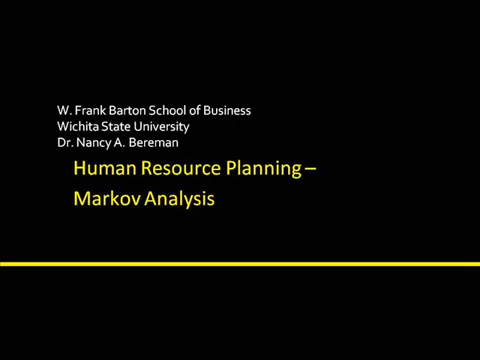 W. Frank Barton School of Business
Wichita State University
Dr. Nancy A. Bereman
Human Resource Planning –
Markov Analysis